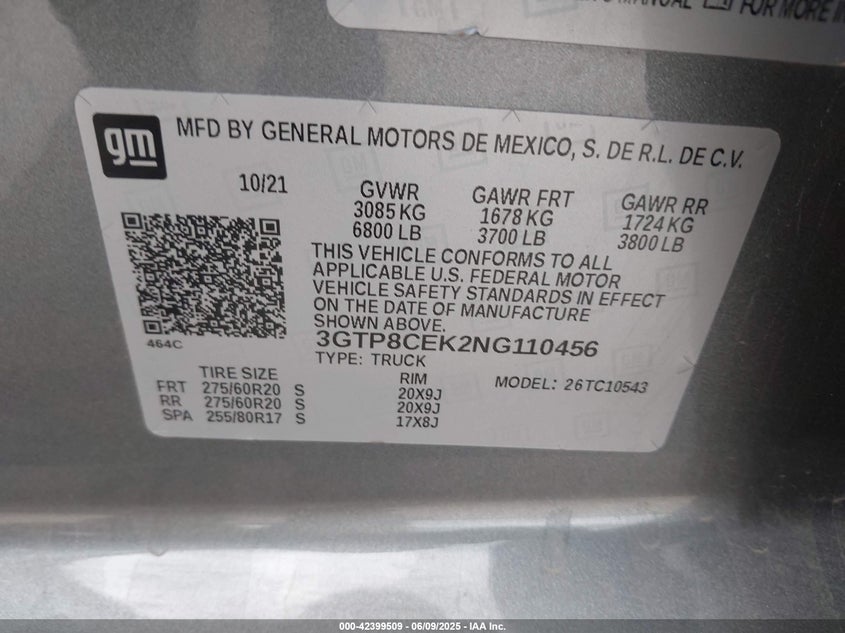 MANUAL
FOR MORE
gm
MFD BY GENERAL MOTORS DE MEXICO, S. DE R.L. DE C.V.
10/21 GVWR GAWR FRT GAWR RR
3085 KG 1678 KG 1724 KG
6800 LB 3700 LB 3800 LB
THIS VEHICLE CONFORMS TO ALL
APPLICABLE U.S. FEDERAL MOTOR
VEHICLE SAFETY STANDARDS IN EFFECT
ON THE DATE OF MANUFACTURE
SHOWN ABOVE.
464C
3GTP8CEK2NG110456
TYPE: TRUCK
TIRE SIZE RIM MODEL: 26TC10543
FRT 275/60R20 S 20X9J
RR 275/60R20 S 20X9J
SPA 255/80R17 S 17X8J
000-42399509 - 06/09/2025 - IAA Inc.